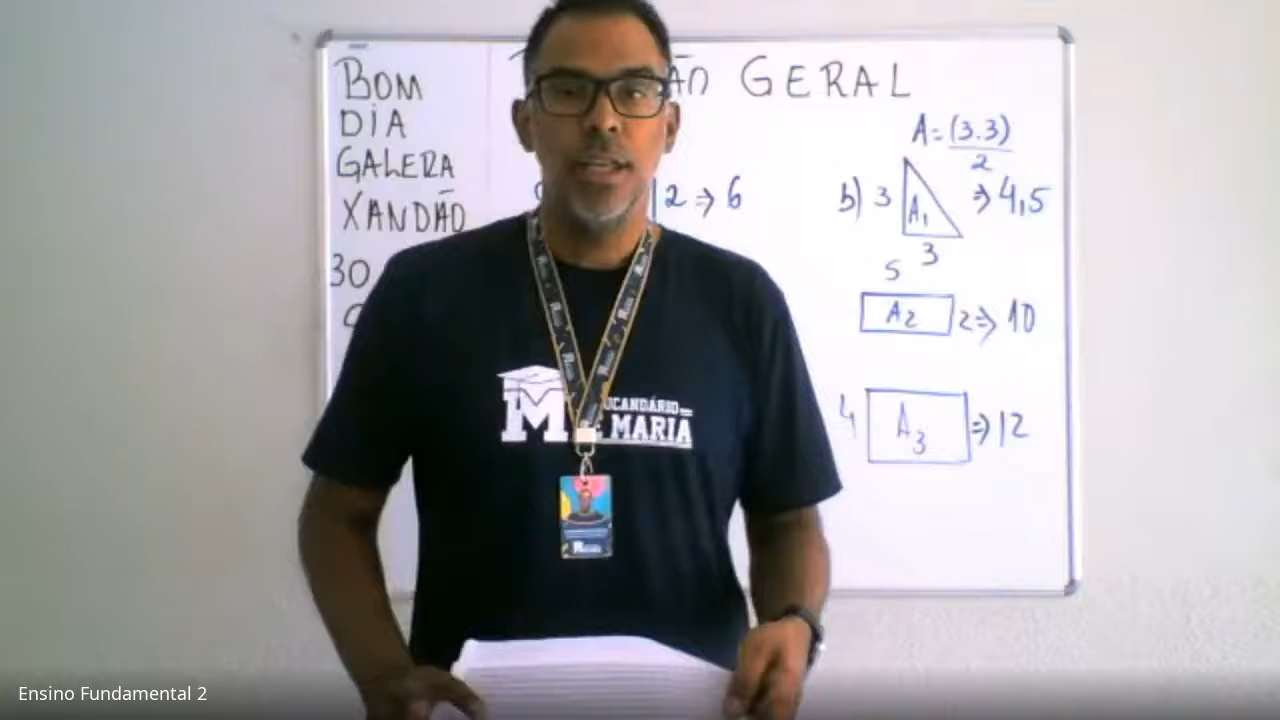 BOM
DIA
GALERA
XANDÃO
30
ÃO GERAL
2 ⇒ 6
A = (3.3)
2
b) 3
A1
⇒ 4,5
3
5
A2
2 ⇒ 10
4
A3
⇒ 12
M
UCANDÁRIO
MARIA
Ensino Fundamental 2